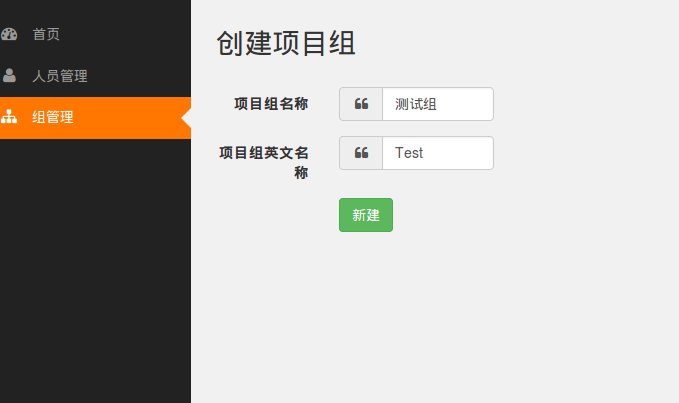 首页
人员管理
组管理
创建项目组
项目组名称
测试组
项目组英文名
称
Test
新建